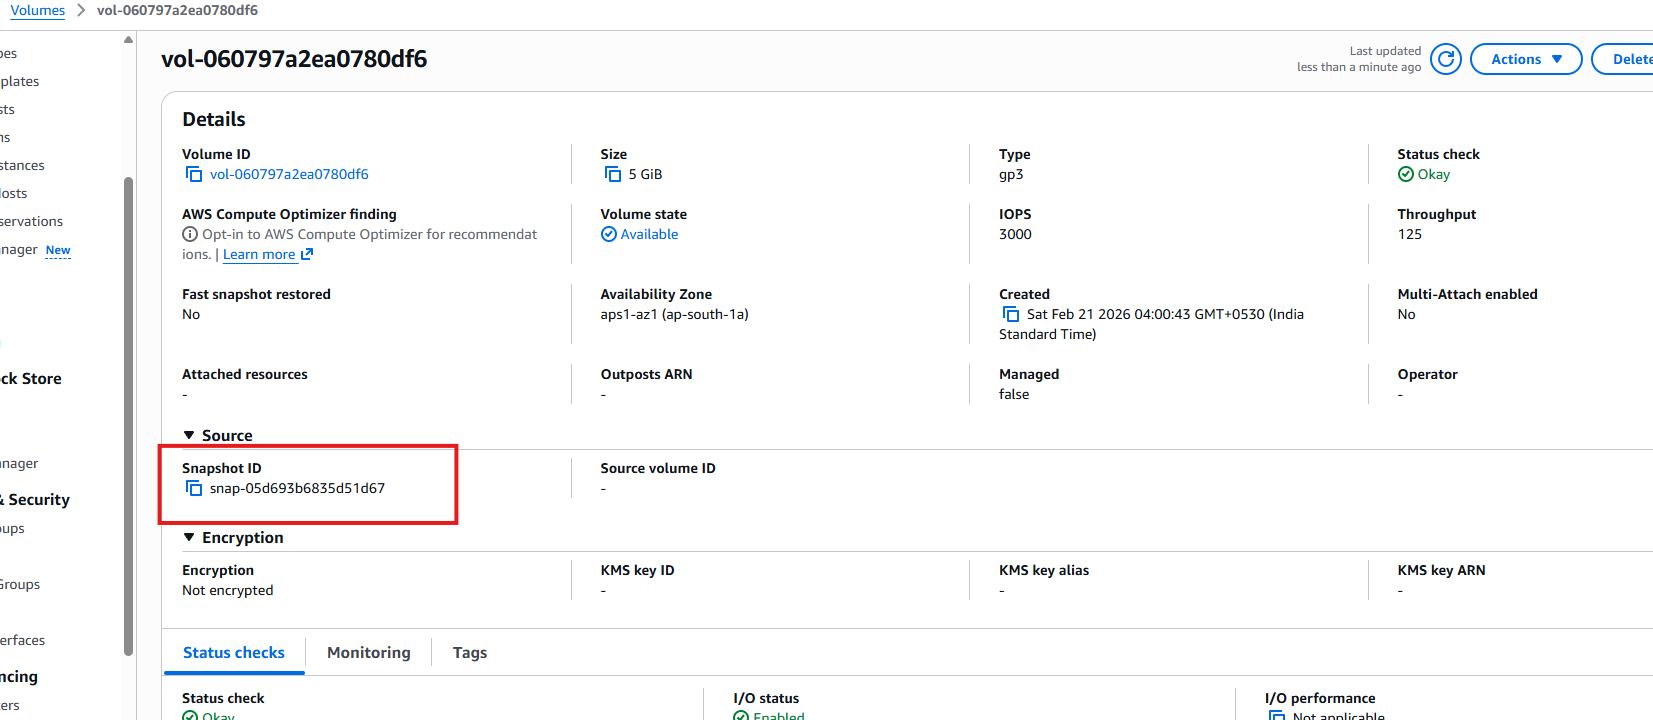 Volumes > vol-060797a2ea0780df6
pes
plates
sts
ns
stances
Hosts
servations
nager New
ck Store
nager
& Security
ups
Groups
erfaces
ncing
ers
vol-060797a2ea0780df6
Last updated
less than a minute ago
Actions
Delete
Details
Volume ID
vol-060797a2ea0780df6
Size
5 GiB
Type
gp3
Status check
Okay
AWS Compute Optimizer finding
Opt-in to AWS Compute Optimizer for recommendat
ions. | Learn more
Volume state
Available
IOPS
3000
Throughput
125
Fast snapshot restored
No
Availability Zone
aps1-az1 (ap-south-1a)
Created
Sat Feb 21 2026 04:00:43 GMT+0530 (India
Standard Time)
Multi-Attach enabled
No
Attached resources
-
Outposts ARN
-
Managed
false
Operator
-
Source
Snapshot ID
snap-05d693b6835d51d67
Source volume ID
-
Encryption
Encryption
Not encrypted
KMS key ID
-
KMS key alias
-
KMS key ARN
-
Status checks
Monitoring
Tags
Status check
Okay
I/O status
Enabled
I/O performance
Not applicable